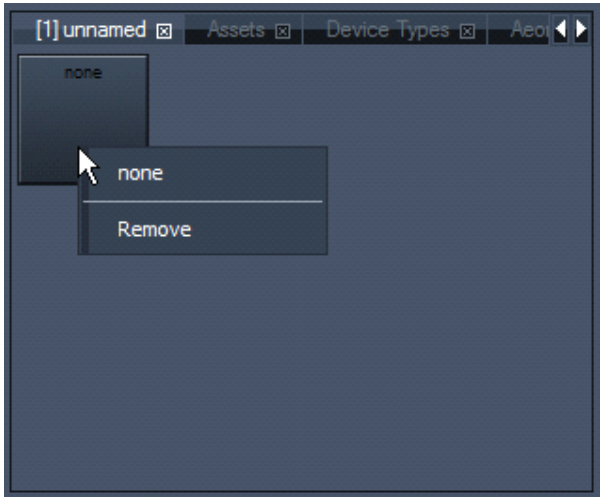 [1] unnamed
Assets
Device Types
none
none
Remove